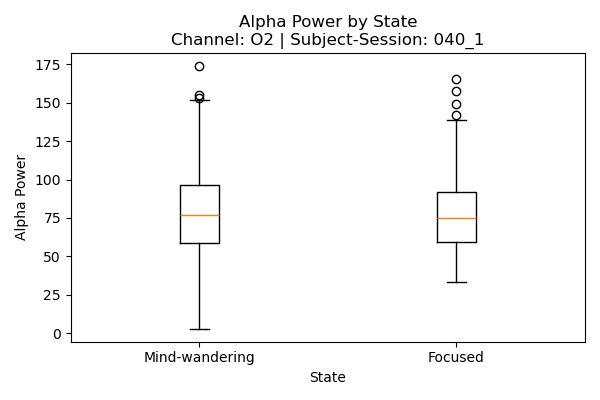 Alpha Power by State
Channel: O2 | Subject-Session: 040_1
175
150
125
100
75
50
25
0
Alpha Power
Mind-wandering
Focused
State